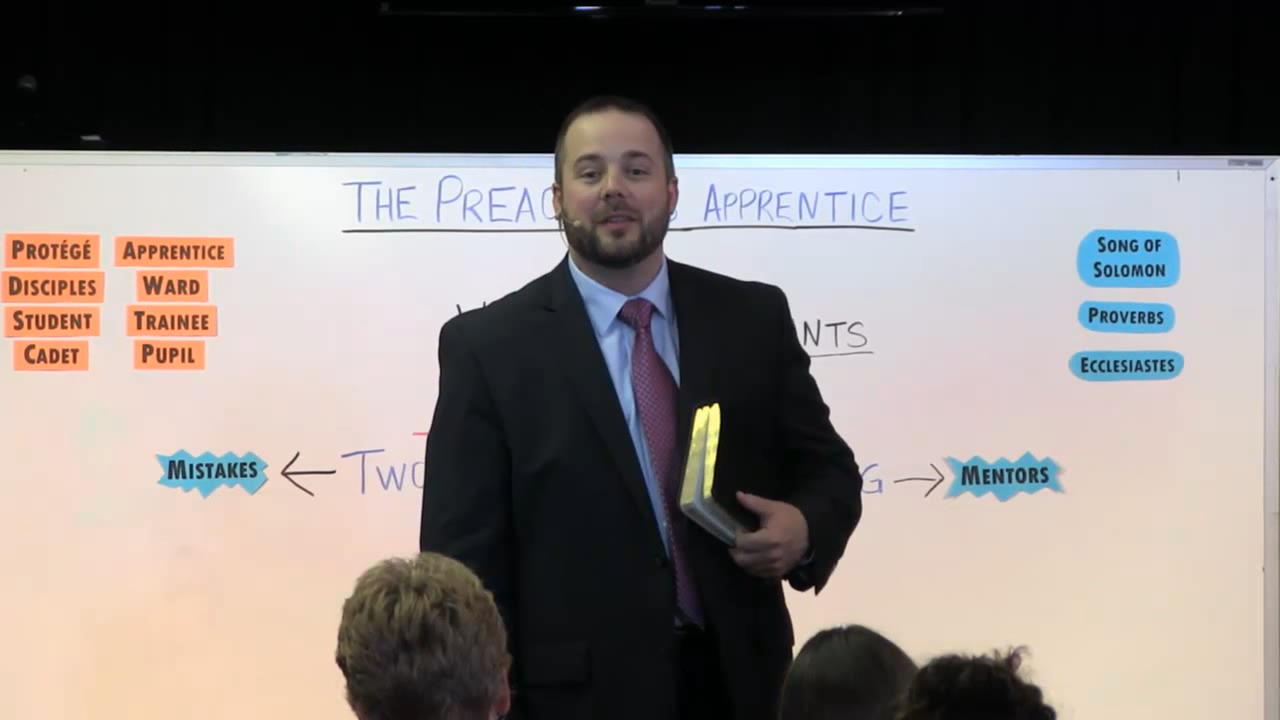 THE PREAC APPRENTICE
PROTÉGÉ APPRENTICE
DISCIPLES WARD
STUDENT TRAINEE
CADET PUPIL
SONG OF
SOLOMON
PROVERBS
ECCLESIASTES
NTS
MISTAKES ← TWO G → MENTORS